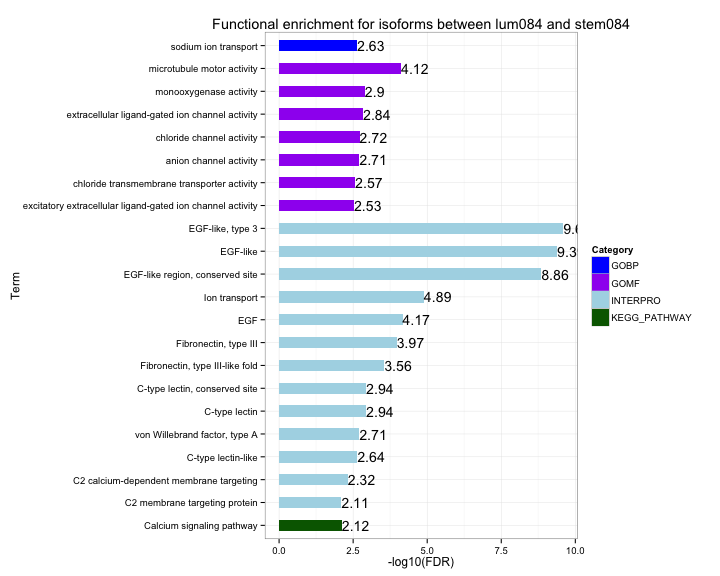 Functional enrichment for isoforms between lum084 and stem084
Term
sodium ion transport 2.63
microtubule motor activity 4.12
monooxygenase activity 2.9
extracellular ligand-gated ion channel activity 2.84
chloride channel activity 2.72
anion channel activity 2.71
chloride transmembrane transporter activity 2.57
excitatory extracellular ligand-gated ion channel activity 2.53
EGF-like, type 3
EGF-like
EGF-like region, conserved site 8.86
Ion transport 4.89
EGF 4.17
Fibronectin, type III 3.97
Fibronectin, type III-like fold 3.56
C-type lectin, conserved site 2.94
C-type lectin 2.94
von Willebrand factor, type A 2.71
C-type lectin-like 2.64
C2 calcium-dependent membrane targeting 2.32
C2 membrane targeting protein 2.11
Calcium signaling pathway 2.12
0.0 2.5 5.0 7.5 10.0
-log10(FDR)
Category
GOBP
GOMF
INTERPRO
KEGG_PATHWAY